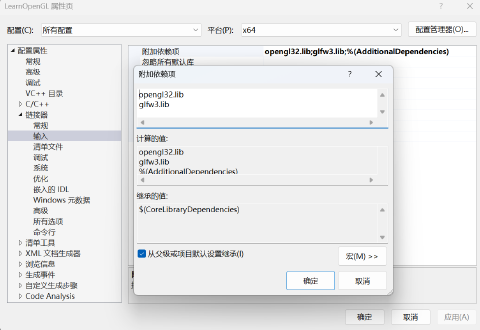 LearnOpenGL 属性页
配置(C): 所有配置 平台(P): x64 配置管理器(O)...
配置属性
常规
高级
调试
VC++ 目录
C/C++
链接器
常规
输入
清单文件
调试
系统
优化
嵌入的 IDL
Windows 元数据
高级
所有选项
命令行
清单工具
XML 文档生成器
浏览信息
生成事件
自定义生成步骤
Code Analysis
附加依赖项 opengl32.lib;glfw3.lib;%(AdditionalDependencies)
忽略所有默认库
附加依赖项
opengl32.lib
glfw3.lib
计算的值:
opengl32.lib
glfw3.lib
%(AdditionalDependencies)
继承的值:
$(CoreLibraryDependencies)
从父级或项目默认设置继承(I)
宏(M) >>
确定 取消
确定 取消 应用(A)